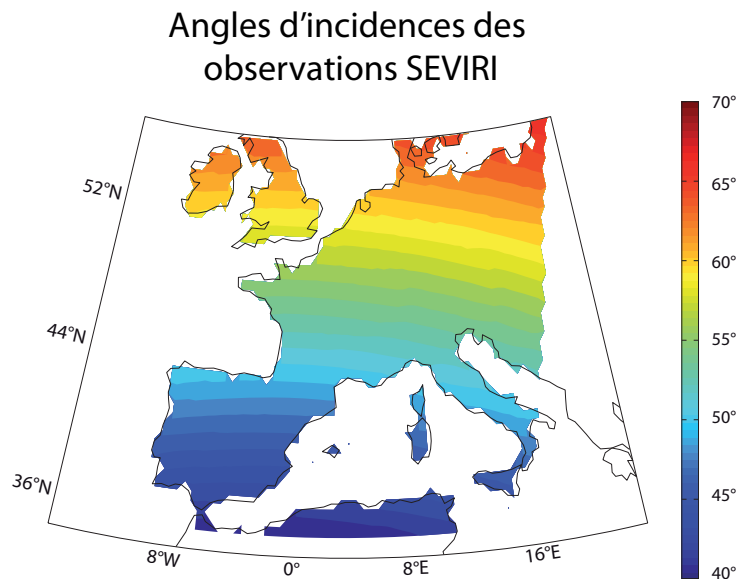 Angles d'incidences des
observations SEVIRI
70°
65°
60°
55°
50°
45°
40°
52°N
44°N
36°N
8°W
0°
8°E
16°E